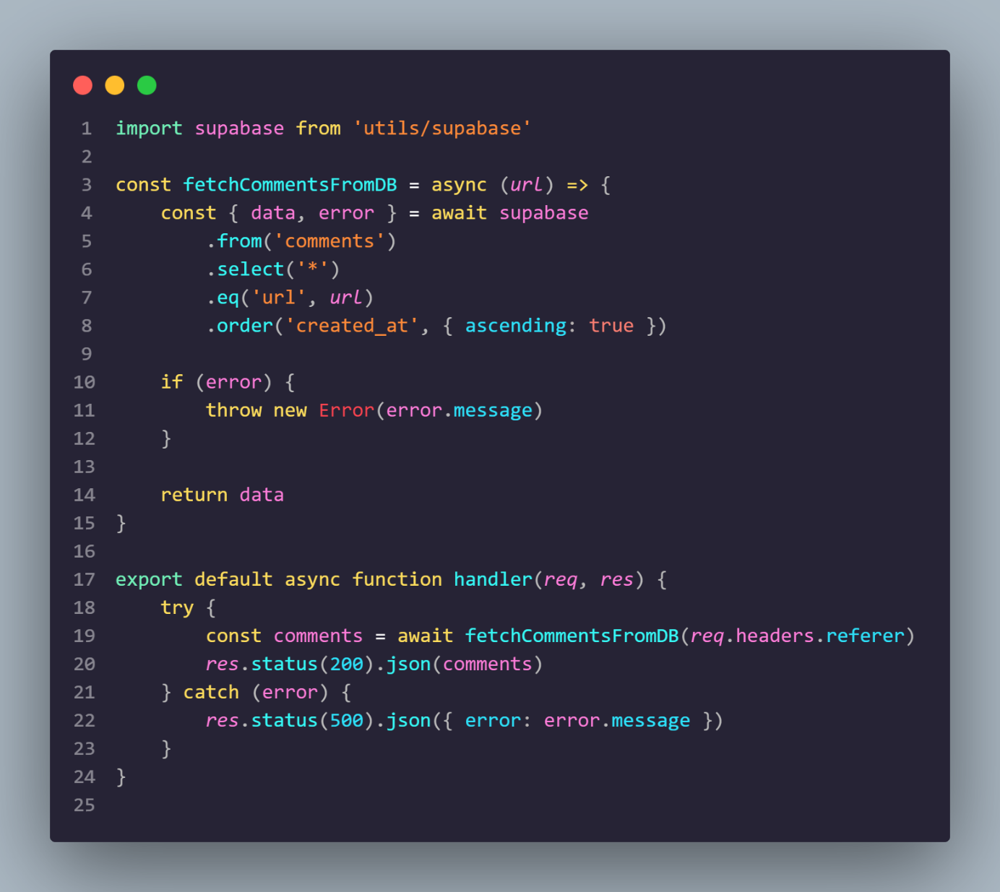 1 import supabase from 'utils/supabase'
2
3 const fetchCommentsFromDB = async (url) => {
4     const { data, error } = await supabase
5         .from('comments')
6         .select('*')
7         .eq('url', url)
8         .order('created_at', { ascending: true })
9
10     if (error) {
11         throw new Error(error.message)
12     }
13
14     return data
15 }
16
17 export default async function handler(req, res) {
18     try {
19         const comments = await fetchCommentsFromDB(req.headers.referer)
20         res.status(200).json(comments)
21     } catch (error) {
22         res.status(500).json({ error: error.message })
23     }
24 }
25